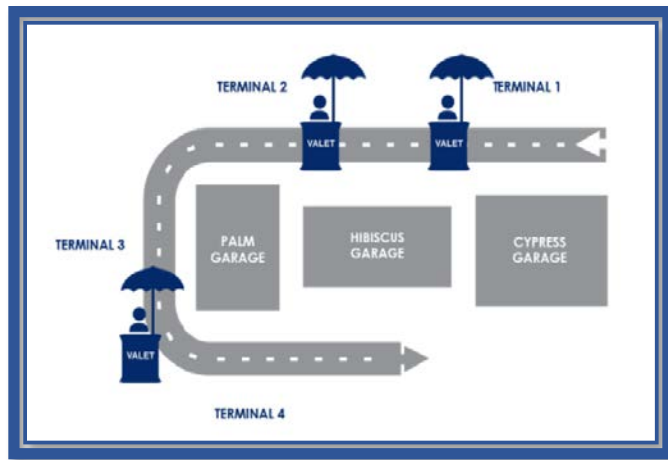 TERMINAL 2
TERMINAL 1
VALET
VALET
PALM
GARAGE
HIBISCUS
GARAGE
CYPRESS
GARAGE
TERMINAL 3
VALET
TERMINAL 4